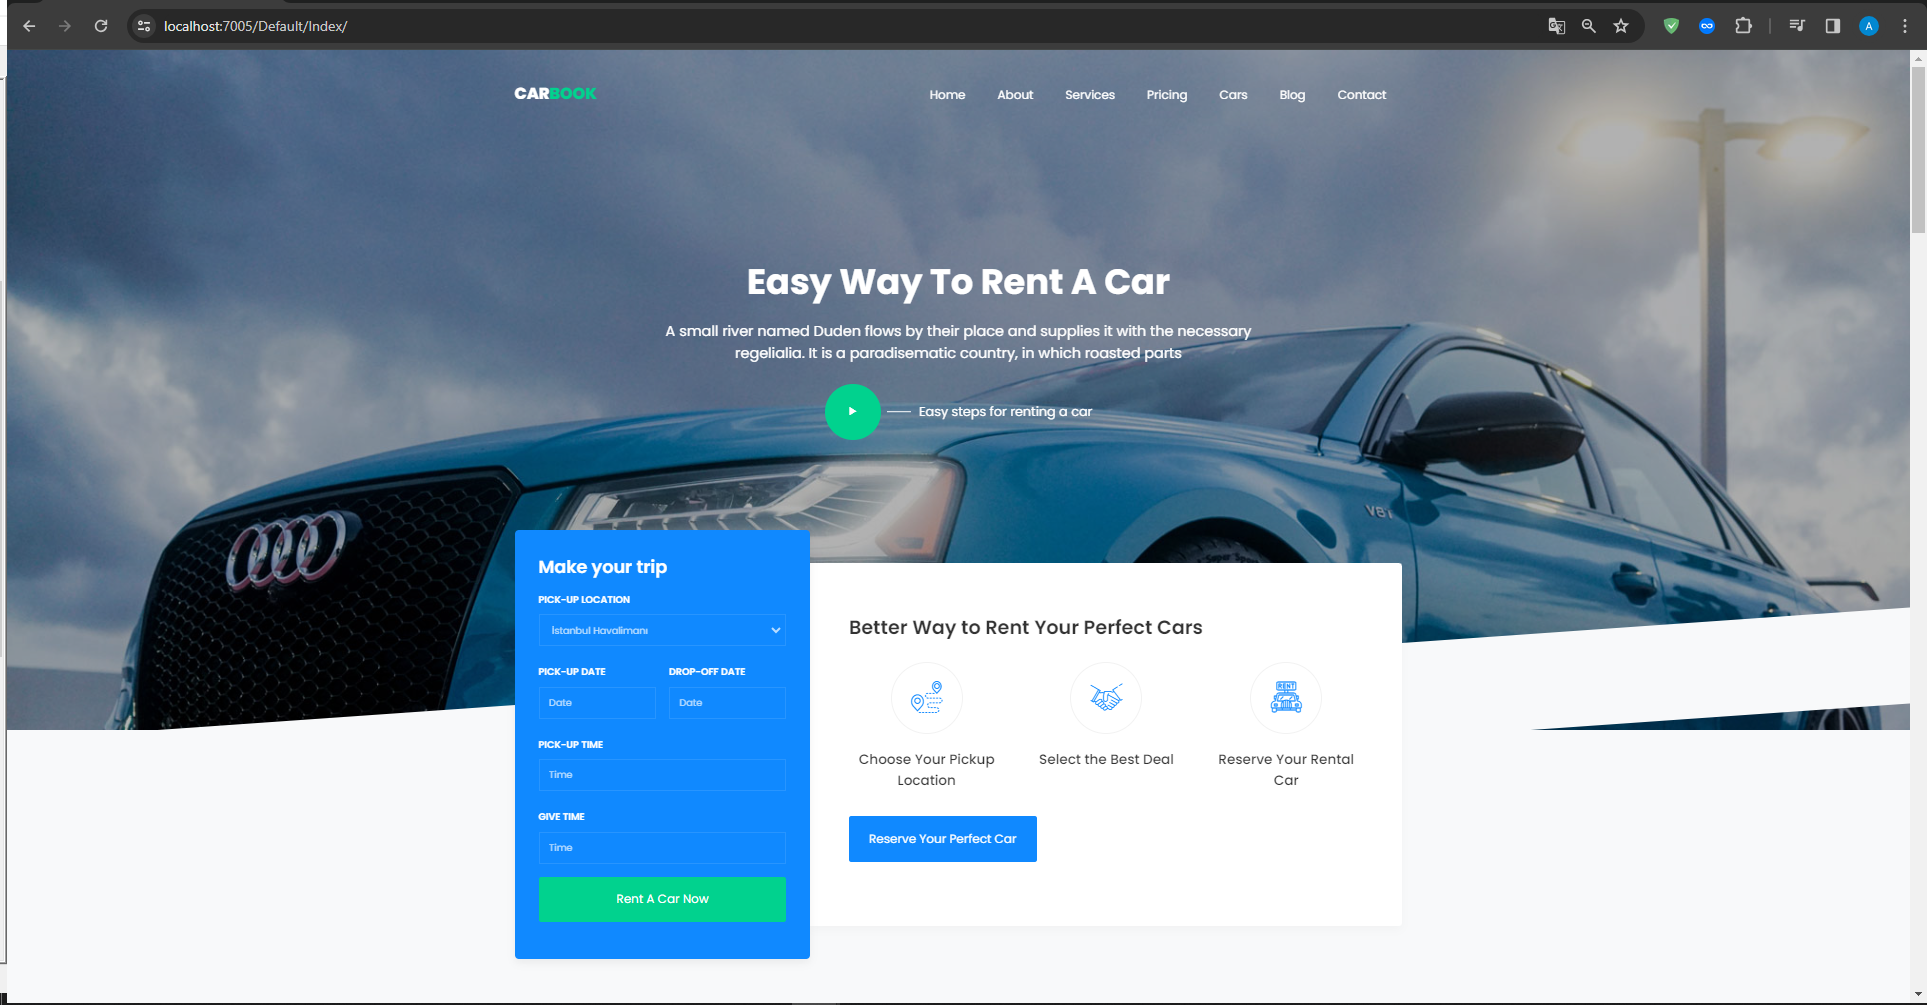 localhost:7005/Default/Index/
A
CARBOOK
Home About Services Pricing Cars Blog Contact
Easy Way To Rent A Car
A small river named Duden flows by their place and supplies it with the necessary
regelialia. It is a paradisematic country, in which roasted parts
Easy steps for renting a car
V8T
Make your trip
PICK-UP LOCATION
İstanbul Havalimanı
PICK-UP DATE DROP-OFF DATE
Date Date
PICK-UP TIME
Time
GIVE TIME
Time
Rent A Car Now
Better Way to Rent Your Perfect Cars
RENT
Choose Your Pickup
Location
Select the Best Deal
Reserve Your Rental
Car
Reserve Your Perfect Car